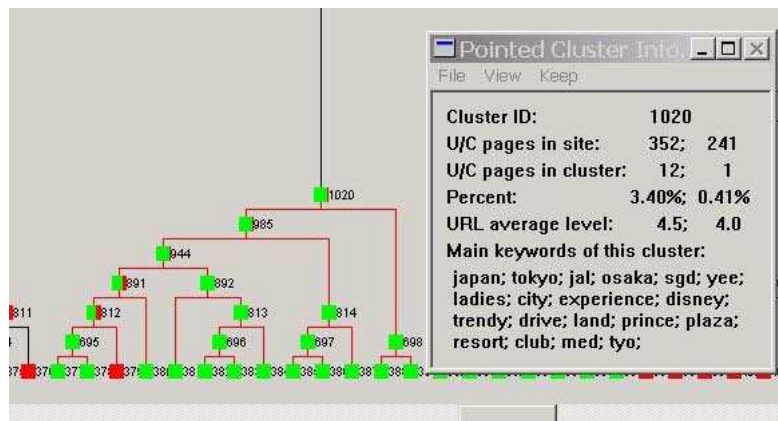 Pointed Cluster Info.
File View Keep
Cluster ID: 1020
U/C pages in site: 352; 241
U/C pages in cluster: 12; 1
Percent: 3.40%; 0.41%
URL average level: 4.5; 4.0
Main keywords of this cluster:
japan; tokyo; jal; osaka; sgd; yee;
ladies; city; experience; disney;
trendy; drive; land; prince; plaza;
resort; club; med; tyo;
1020
985
944
891 892
811 812 813 814
695 696 697 698